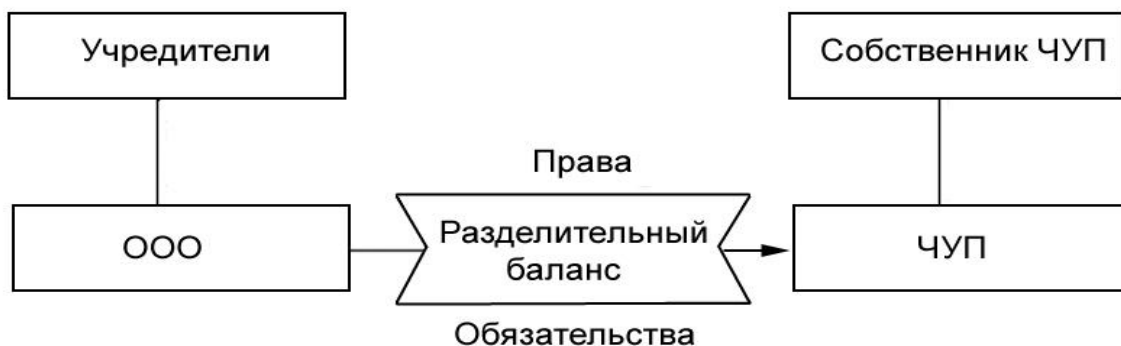 Учредители
Собственник ЧУП
Права
ООО
Разделительный
баланс
ЧУП
Обязательства